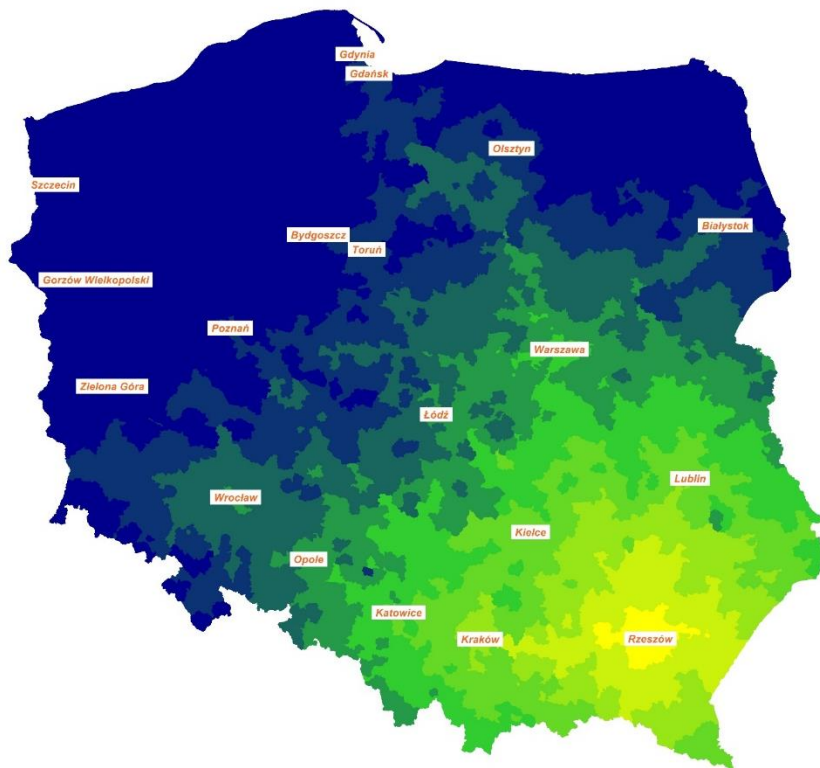 Gdynia
Gdańsk
Olsztyn
Szczecin
Białystok
Bydgoszcz
Toruń
Gorzów Wielkopolski
Poznań
Warszawa
Zielona Góra
Łódź
Lublin
Wrocław
Kielce
Opole
Katowice
Kraków
Rzeszów